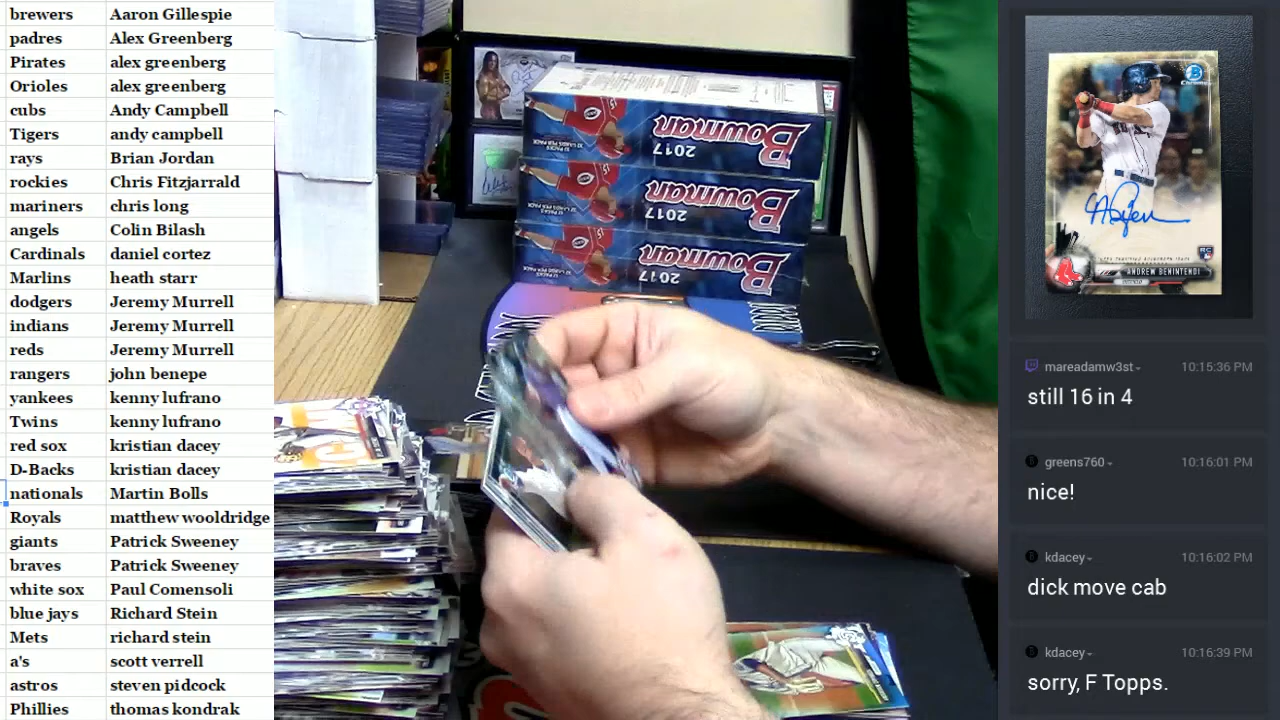 brewers Aaron Gillespie
padres Alex Greenberg
Pirates alex greenberg
Orioles alex greenberg
cubs Andy Campbell
Tigers andy campbell
rays Brian Jordan
rockies Chris Fitzjarrald
mariners chris long
angels Colin Bilash
Cardinals daniel cortez
Marlins heath starr
dodgers Jeremy Murrell
indians Jeremy Murrell
reds Jeremy Murrell
rangers john benepe
yankees kenny lufrano
Twins kenny lufrano
red sox kristian dacey
D-Backs kristian dacey
nationals Martin Bolls
Royals matthew wooldridge
giants Patrick Sweeney
braves Patrick Sweeney
white sox Paul Comensoli
blue jays Richard Stein
Mets richard stein
a's scott verrell
astros steven pidcock
Phillies thomas kondrak
Bowman
2017
Bowman
2017
Bowman
2017
ANDREW BENINTENDI
mareadamw3st 10:15:36 PM
still 16 in 4
greens760 10:16:01 PM
nice!
kdacey 10:16:02 PM
dick move cab
kdacey 10:16:39 PM
sorry, F Topps.